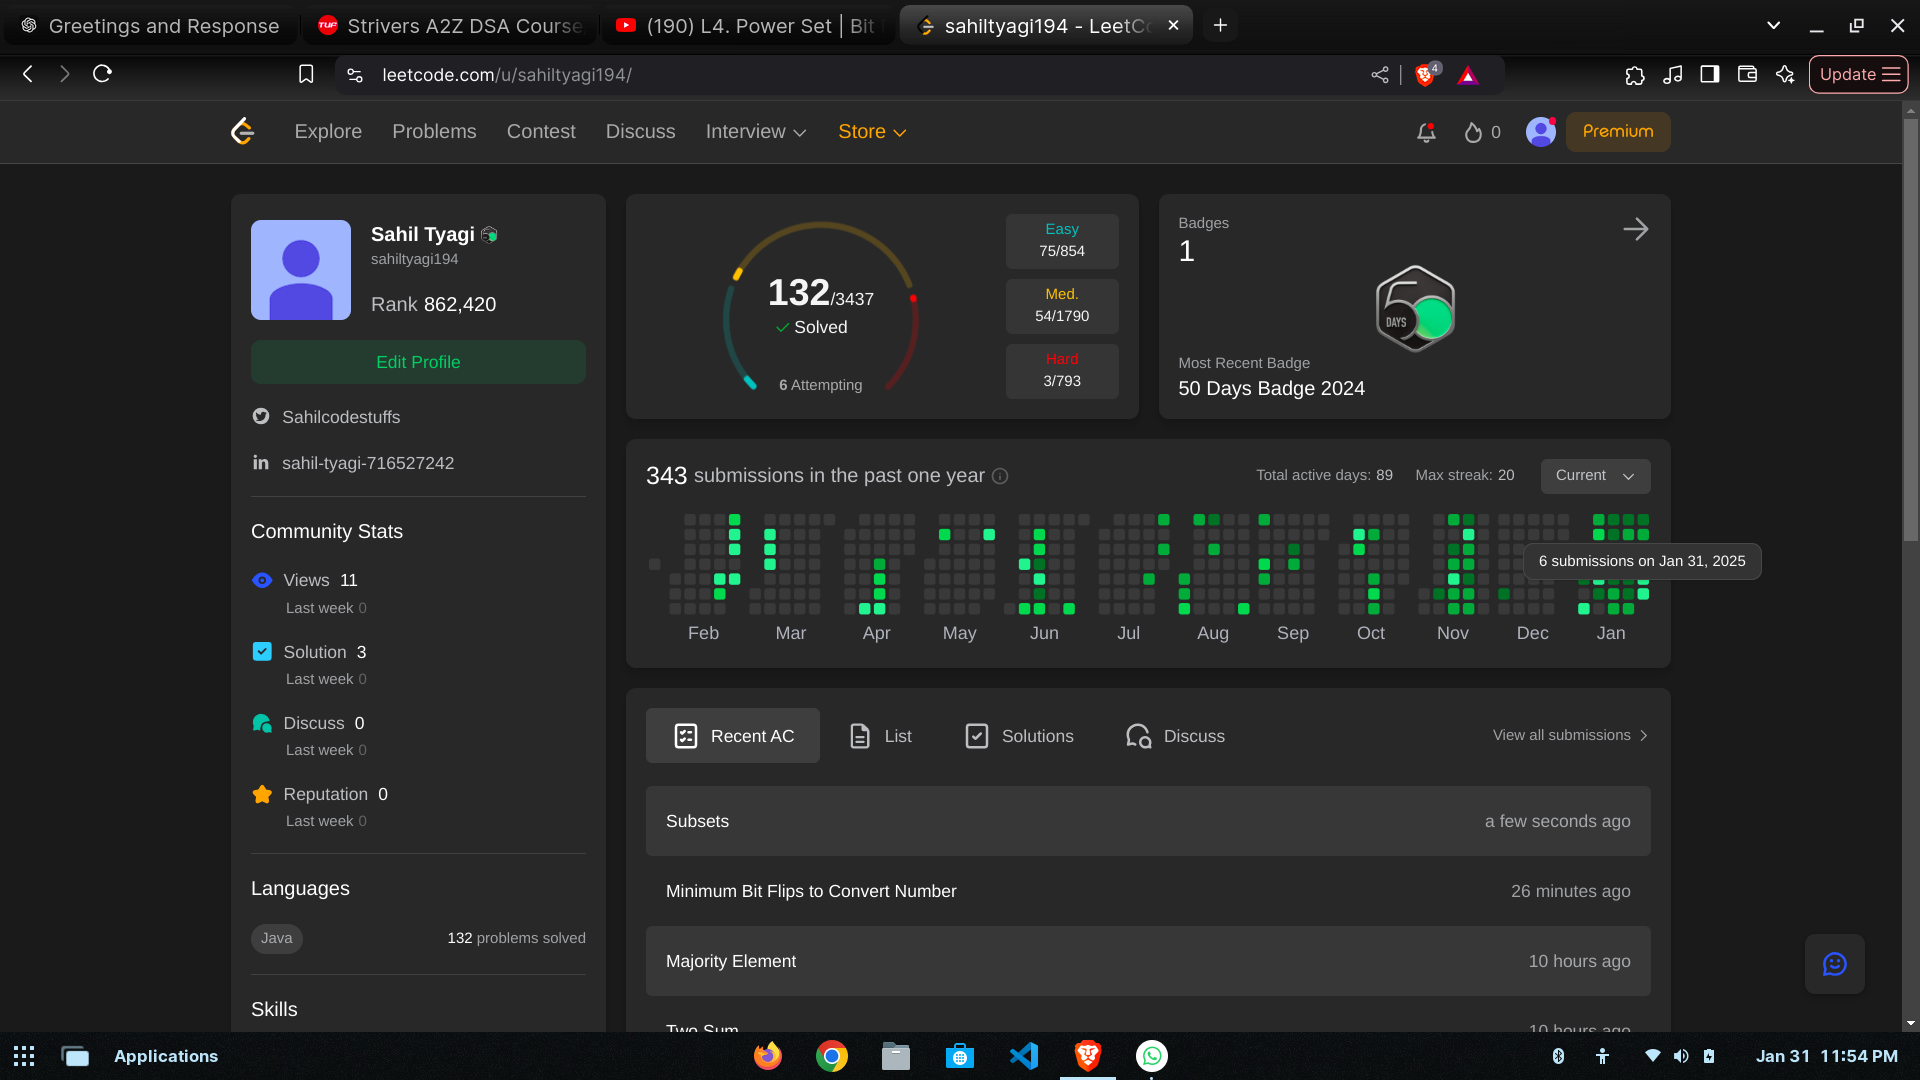 Greetings and Response
Strivers A2Z DSA Course
(190) L4. Power Set | Bit
sahiltyagi194 - LeetCo
leetcode.com/u/sahiltyagi194/
4
Update
Explore
Problems
Contest
Discuss
Interview
Store
0
Premium
Sahil Tyagi
sahiltyagi194
Rank 862,420
Edit Profile
Sahilcodestuffs
sahil-tyagi-716527242
Community Stats
Views 11
Last week 0
Solution 3
Last week 0
Discuss 0
Last week 0
Reputation 0
Last week 0
Languages
Java
132 problems solved
Skills
132/3437
Solved
6 Attempting
Easy
75/854
Med.
54/1790
Hard
3/793
Badges
1
50
DAYS
Most Recent Badge
50 Days Badge 2024
343 submissions in the past one year
Total active days: 89
Max streak: 20
Current
6 submissions on Jan 31, 2025
Feb
Mar
Apr
May
Jun
Jul
Aug
Sep
Oct
Nov
Dec
Jan
Recent AC
List
Solutions
Discuss
View all submissions
Subsets
a few seconds ago
Minimum Bit Flips to Convert Number
26 minutes ago
Majority Element
10 hours ago
Two Sum
10 hours ago
Applications
Jan 31 11:54 PM